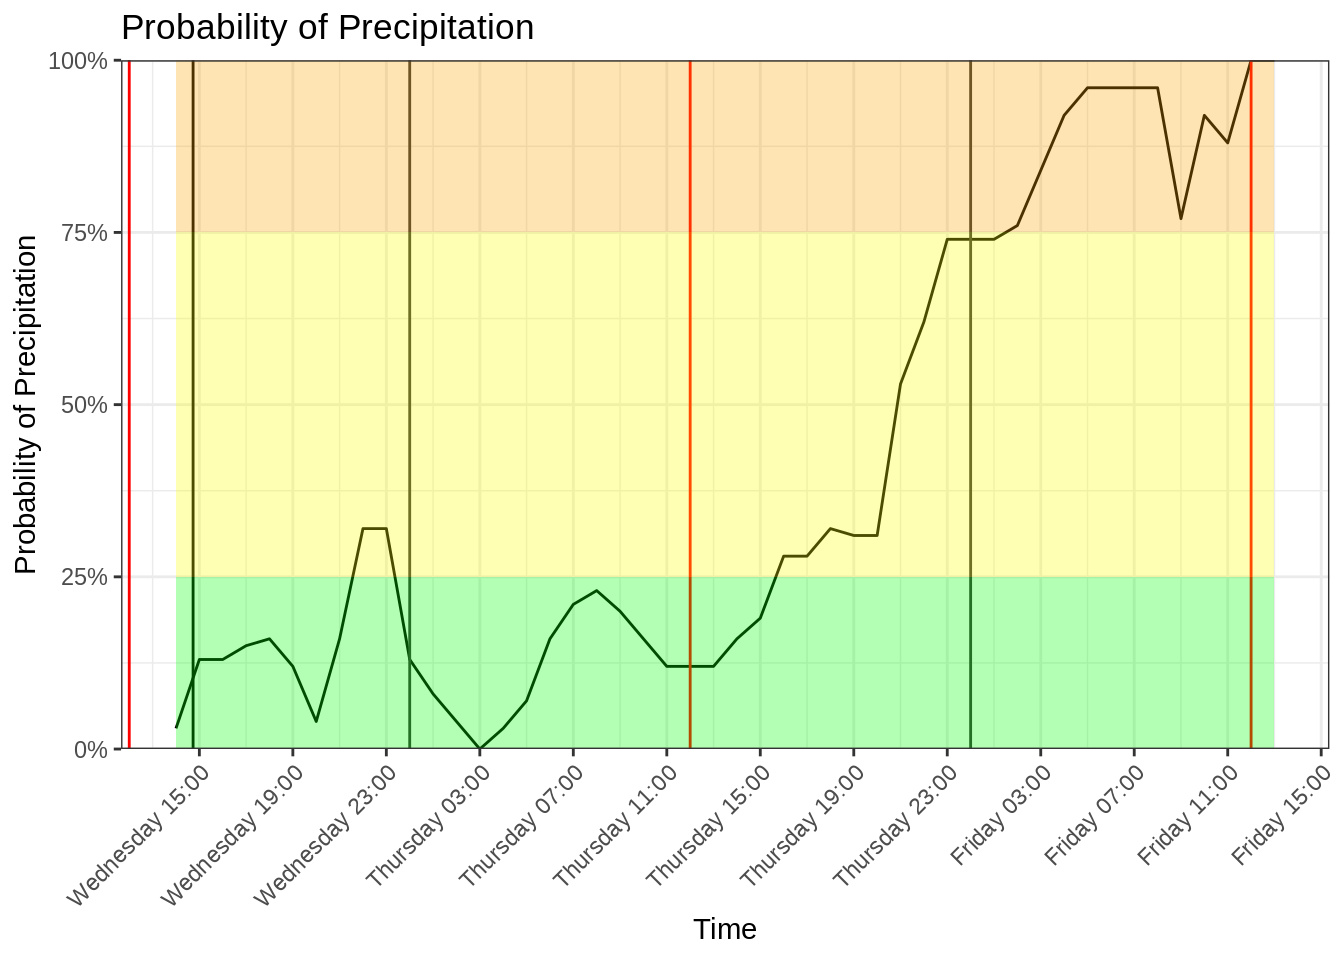 Probability of Precipitation
Probability of Precipitation
100%
75%
50%
25%
0%
Wednesday 15:00
Wednesday 19:00
Wednesday 23:00
Thursday 03:00
Thursday 07:00
Thursday 11:00
Thursday 15:00
Thursday 19:00
Thursday 23:00
Friday 03:00
Friday 07:00
Friday 11:00
Friday 15:00
Time